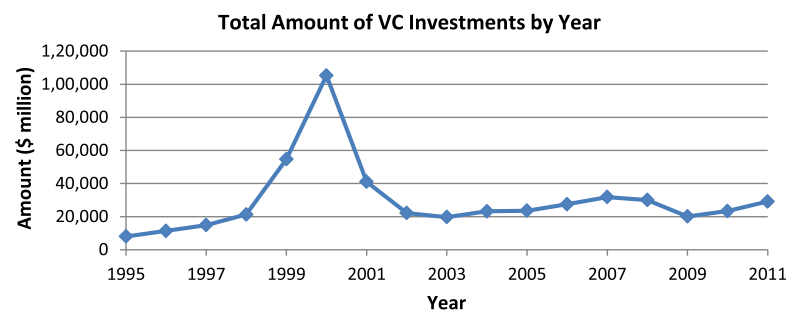 Total Amount of VC Investments by Year
Amount ($ million)
1,20,000
1,00,000
80,000
60,000
40,000
20,000
0
1995 1997 1999 2001 2003 2005 2007 2009 2011
Year